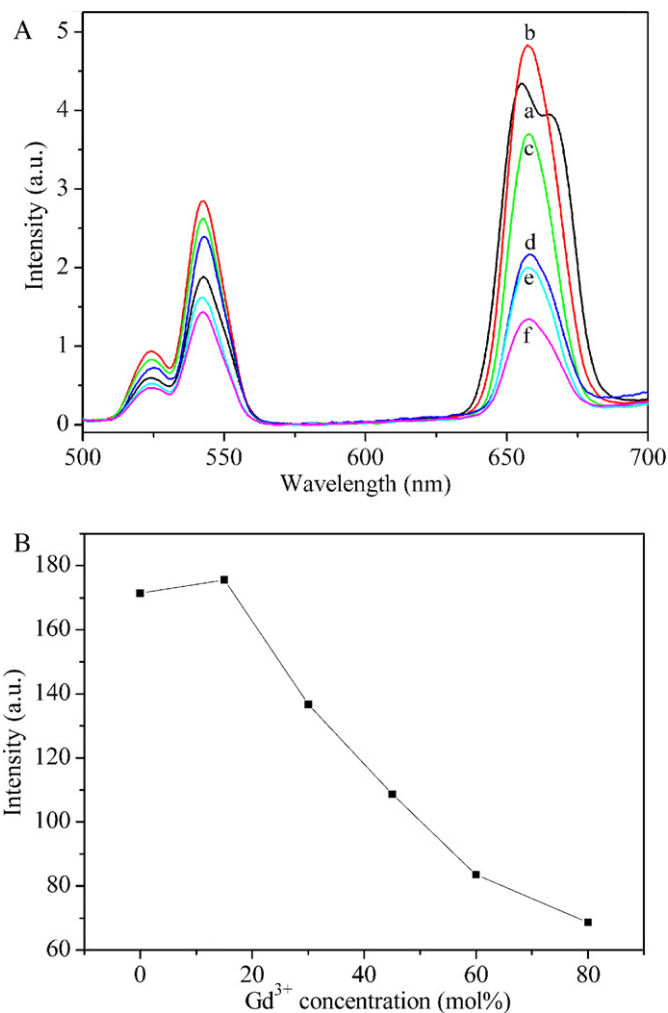 A
5
4
3
2
1
0
Intensity (a.u.)
b
a
c
d
e
f
500
550
600
650
700
Wavelength (nm)
B
180
160
140
120
100
80
60
Intensity (a.u.)
0
20
40
60
80
Gd³⁺ concentration (mol%)